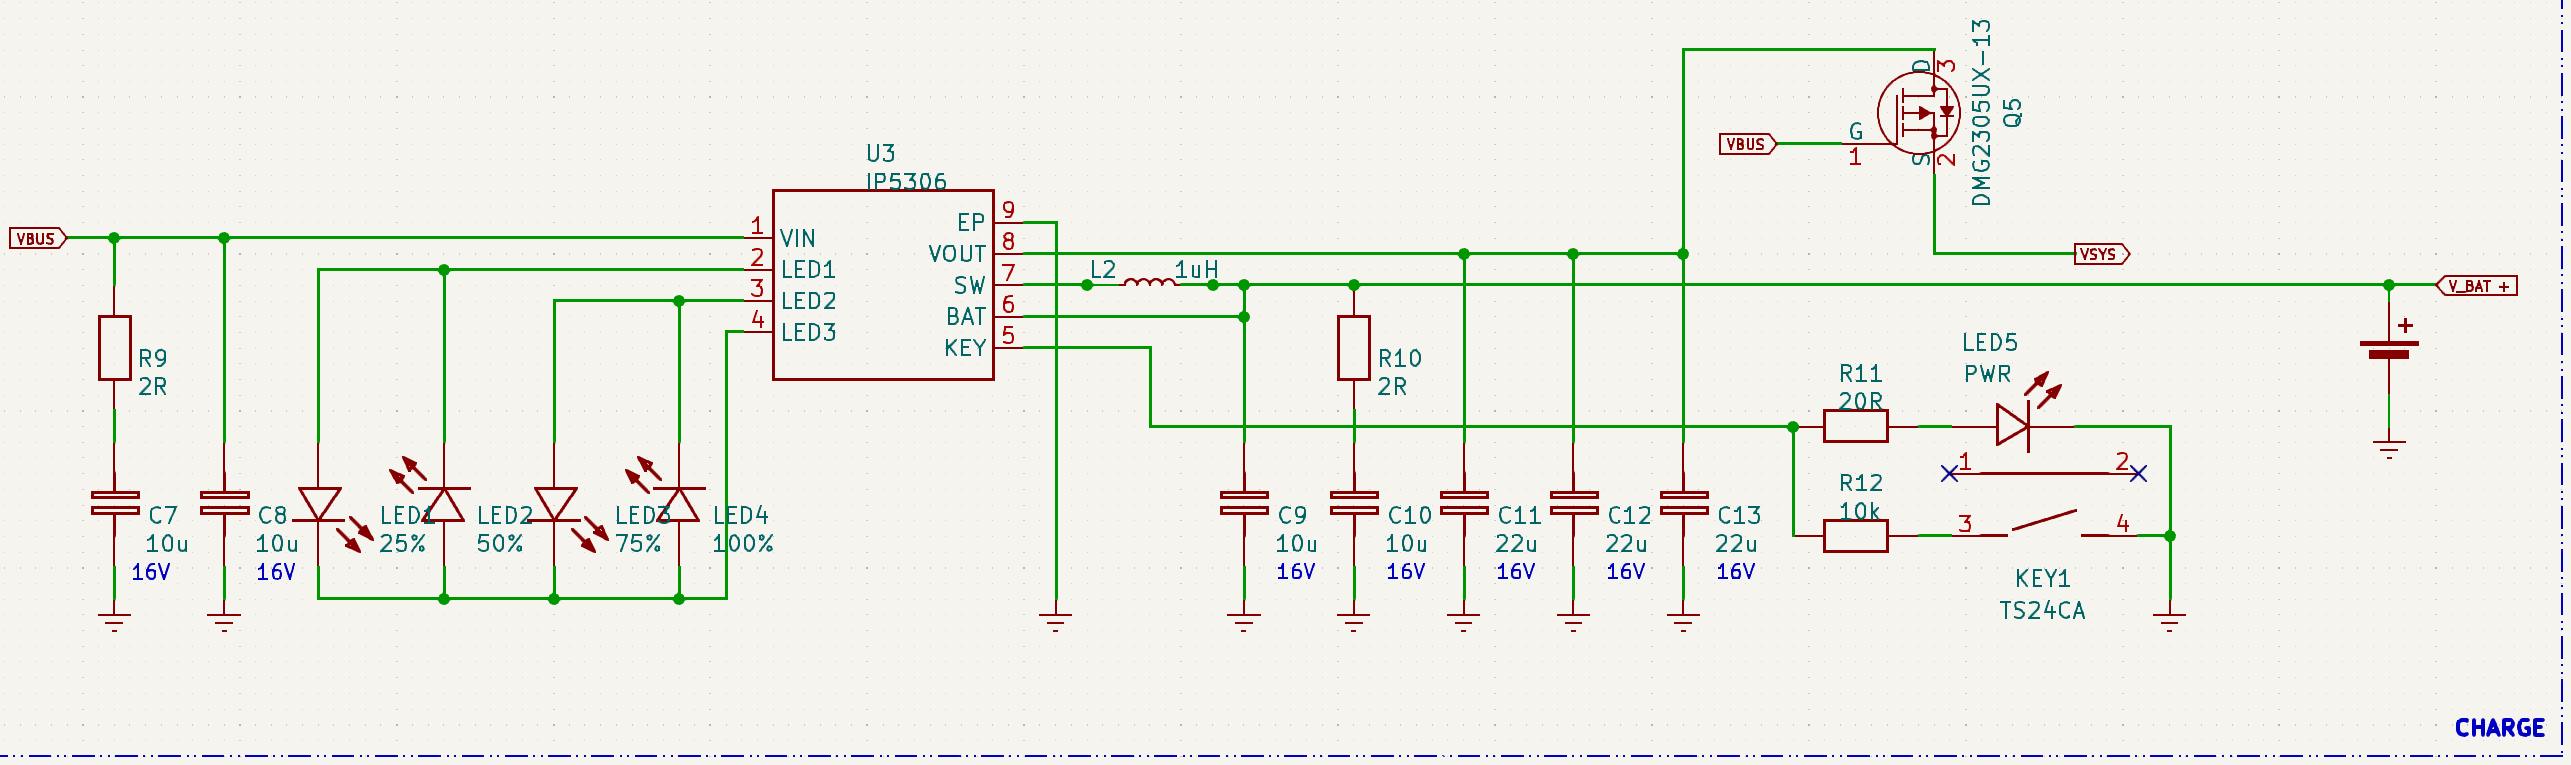 DMG2305UX-13
Q5
D
3
VBUS
G
1
S
2
VSYS
U3
IP5306
VBUS
1
VIN
2
LED1
3
LED2
4
LED3
EP
9
VOUT
8
SW
7
BAT
6
KEY
5
L2
1uH
V_BAT +
+
R9
2R
R10
2R
LED5
PWR
R11
20R
1
2
R12
10k
3
4
KEY1
TS24CA
C7
10u
16V
C8
10u
16V
LED1
25%
LED2
50%
LED3
75%
LED4
100%
C9
10u
16V
C10
10u
16V
C11
22u
16V
C12
22u
16V
C13
22u
16V
CHARGE